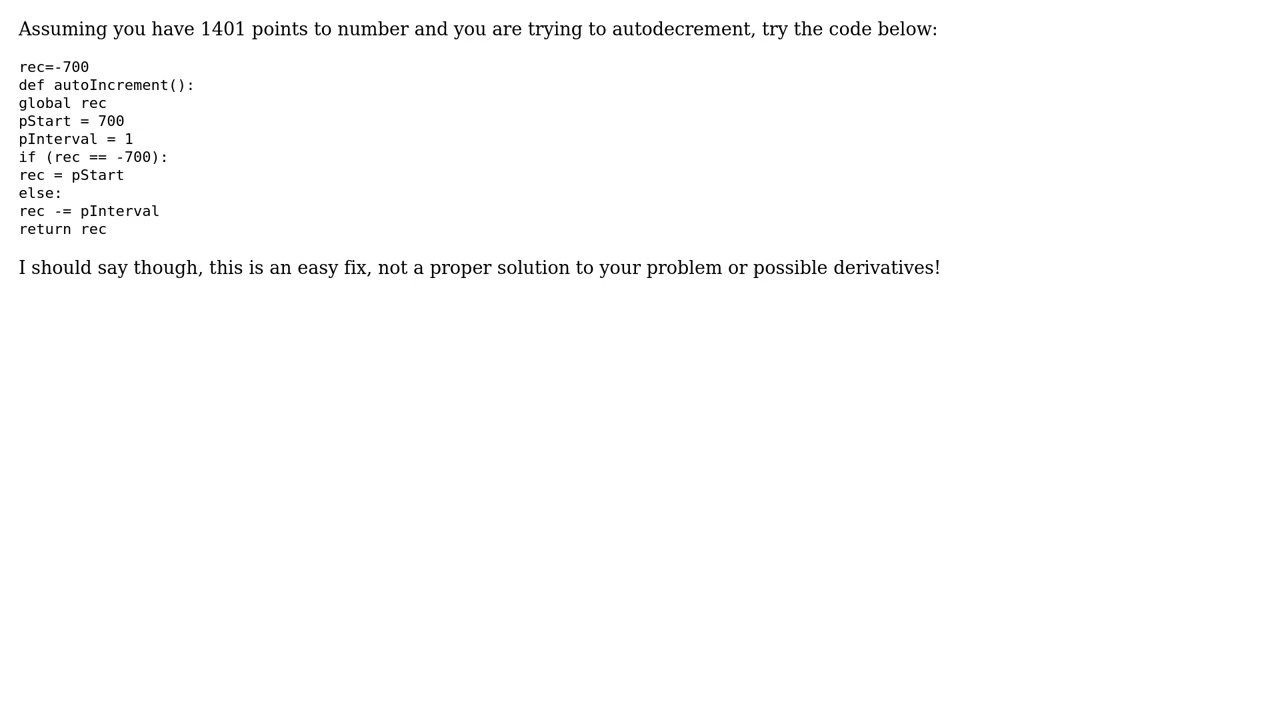 Assuming you have 1401 points to number and you are trying to autodecrement, try the code below:
rec=-700
def autoIncrement():
global rec
pStart = 700
pInterval = 1
if (rec == -700):
rec = pStart
else:
rec -= pInterval
return rec
I should say though, this is an easy fix, not a proper solution to your problem or possible derivatives!